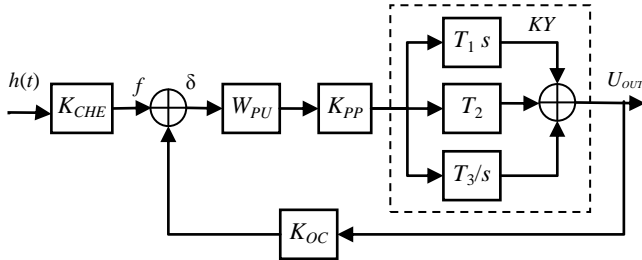 h(t)
K_CHE
f
δ
W_PU
K_PP
T_1 s
T_2
T_3/s
KY
U_OUT
K_OC